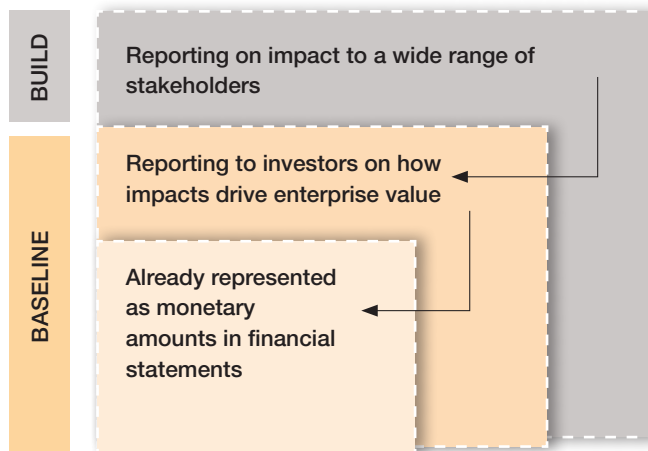 BUILD
Reporting on impact to a wide range of
stakeholders
BASELINE
Reporting to investors on how
impacts drive enterprise value
Already represented
as monetary
amounts in financial
statements